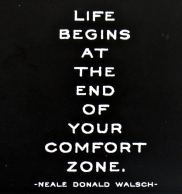 LIFE
BEGINS
AT
THE
END
OF
YOUR
COMFORT
ZONE.
-NEALE DONALD WALSCH-